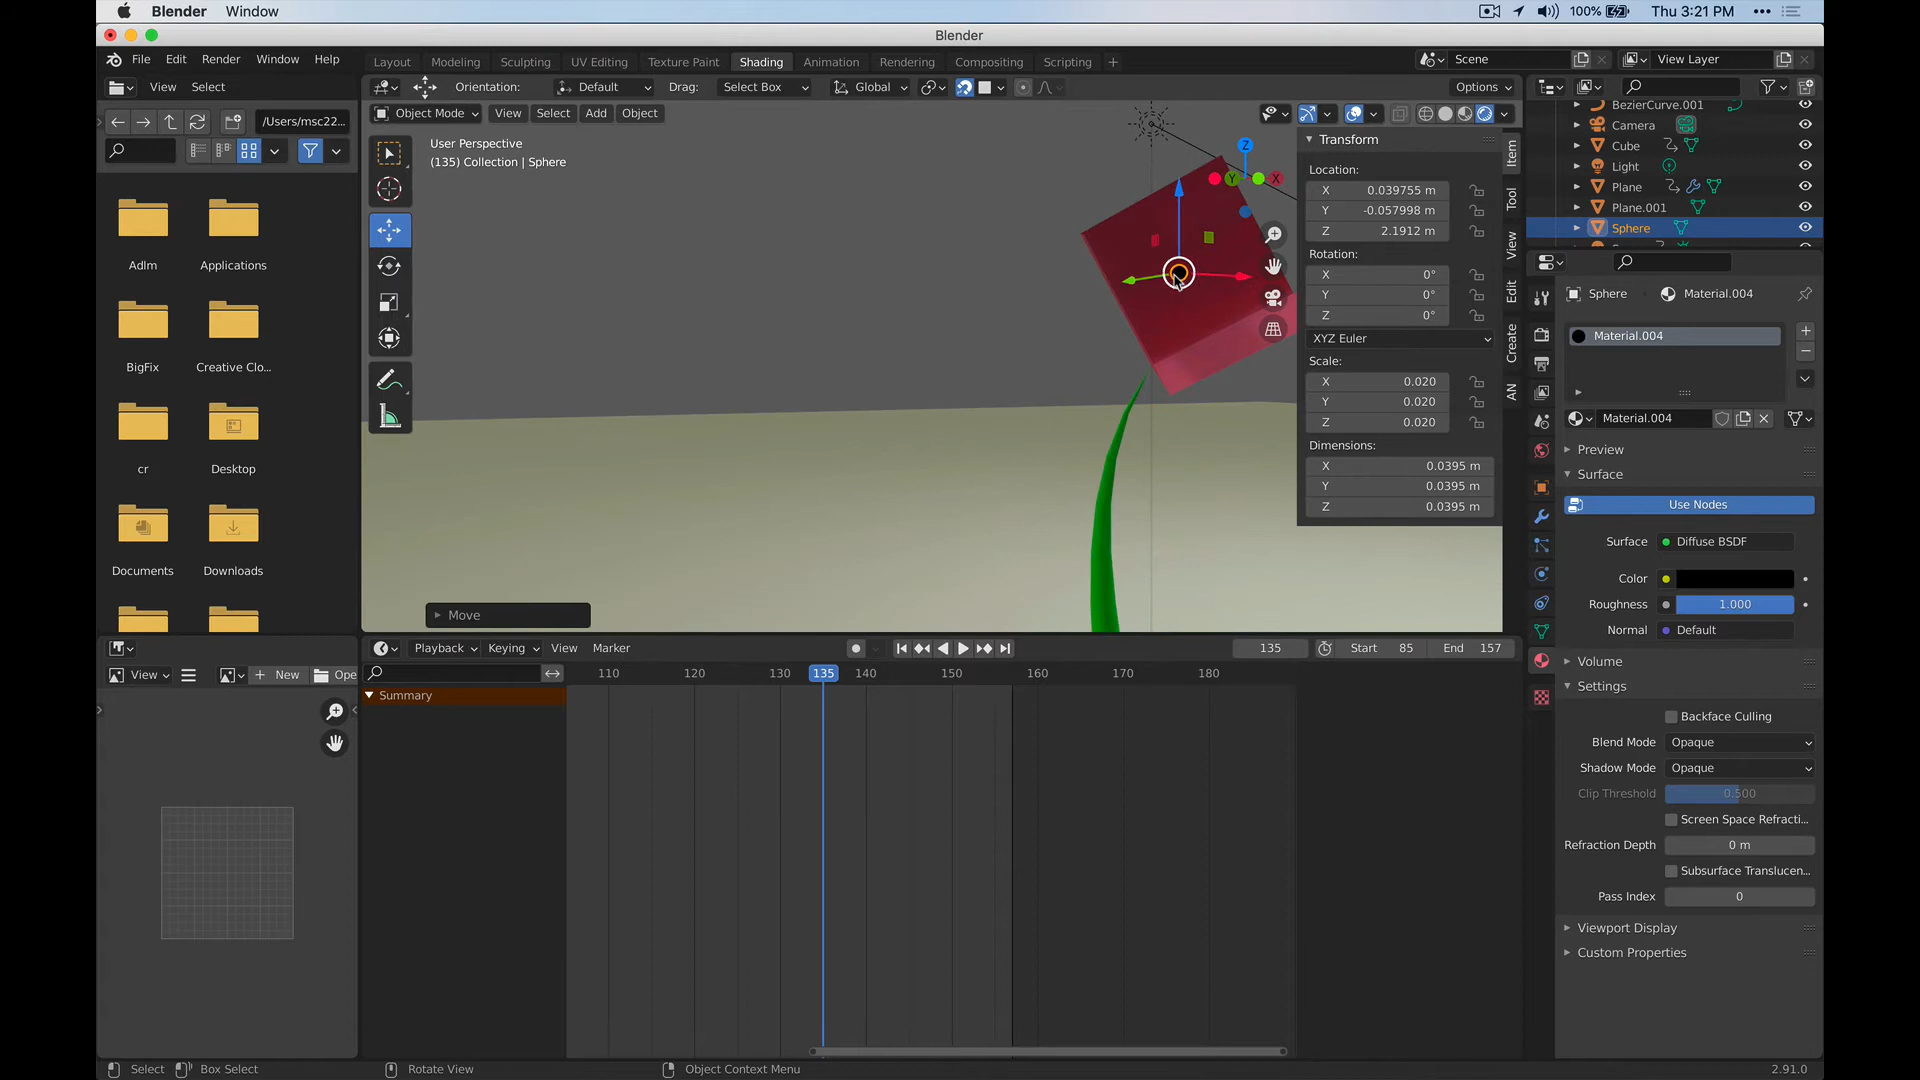 Blender Window 100% Thu 3:21 PM
Blender
File Edit Render Window Help Layout Modeling Sculpting UV Editing Texture Paint Shading Animation Rendering Compositing Scripting + Scene View Layer
View Select Orientation: Default Drag: Select Box Global Options
/Users/msc22... Object Mode View Select Add Object
User Perspective
(135) Collection | Sphere
Adlm Applications
BigFix Creative Clo...
cr Desktop
Documents Downloads
Z
Y
X
Transform
Location:
X 0.039755 m
Y -0.057998 m
Z 2.1912 m
Rotation:
X 0°
Y 0°
Z 0°
XYZ Euler
Scale:
X 0.020
Y 0.020
Z 0.020
Dimensions:
X 0.0395 m
Y 0.0395 m
Z 0.0395 m
Item
Tool
View
Edit
Create
AN
Move
BezierCurve.001
Camera
Cube
Light
Plane
Plane.001
Sphere
Sphere Material.004
Material.004
Material.004
Preview
Surface
Use Nodes
Surface Diffuse BSDF
Color
Roughness 1.000
Normal Default
Volume
Settings
Backface Culling
Blend Mode Opaque
Shadow Mode Opaque
Clip Threshold 0.500
Screen Space Refracti...
Refraction Depth 0 m
Subsurface Translucen...
Pass Index 0
Viewport Display
Custom Properties
Playback Keying View Marker 135 Start 85 End 157
View New Ope
110 120 130 135 140 150 160 170 180
Summary
Select Box Select Rotate View Object Context Menu 2.91.0